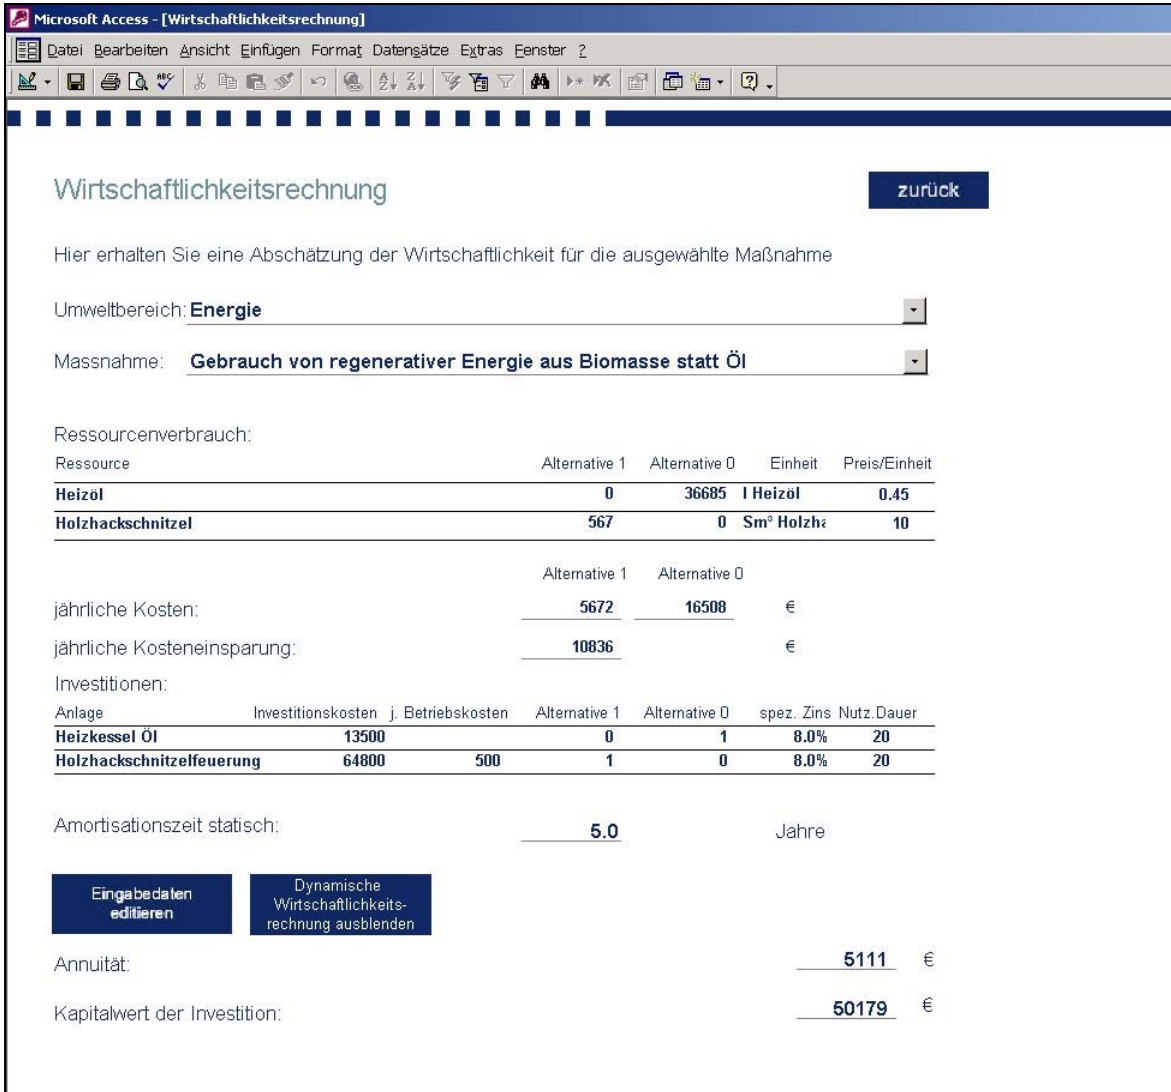 Microsoft Access - [Wirtschaftlichkeitsrechnung]
Datei Bearbeiten Ansicht Einfügen Format Datensätze Extras Fenster ?
Wirtschaftlichkeitsrechnung
zurück
Hier erhalten Sie eine Abschätzung der Wirtschaftlichkeit für die ausgewählte Maßnahme
Umweltbereich: Energie
Massnahme: Gebrauch von regenerativer Energie aus Biomasse statt Öl
Ressourcenverbrauch:
Ressource Alternative 1 Alternative 0 Einheit Preis/Einheit
Heizöl 0 36685 l Heizöl 0.45
Holzhackschnitzel 567 0 Sm³ Holzha 10
Alternative 1 Alternative 0
jährliche Kosten: 5672 16508 €
jährliche Kosteneinsparung: 10836 €
Investitionen:
Anlage Investitionskosten j. Betriebskosten Alternative 1 Alternative 0 spez. Zins Nutz.Dauer
Heizkessel Öl 13500 0 1 8.0% 20
Holzhackschnitzelfeuerung 64800 500 1 0 8.0% 20
Amortisationszeit statisch: 5.0 Jahre
Eingabedaten
editieren
Dynamische
Wirtschaftlichkeits-
rechnung ausblenden
Annuität: 5111 €
Kapitalwert der Investition: 50179 €